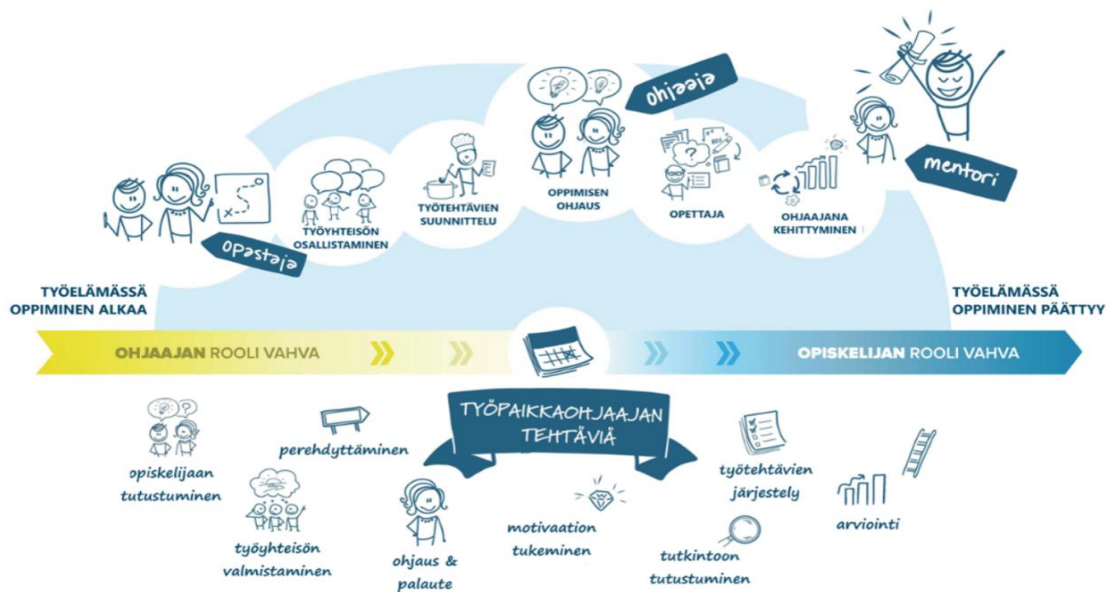 ohjaaja
mentori
OPPIMISEN
OHJAUS
TYÖTEHTÄVIEN
SUUNNITTELU
OPETTAJA
TYÖYHTEISÖN
OSALLISTAMINEN
OHJAAJANA
KEHITTYMINEN
opastaja
TYÖELÄMÄSSÄ
OPPIMINEN ALKAA
TYÖELÄMÄSSÄ
OPPIMINEN PÄÄTTYY
OHJAAJAN ROOLI VAHVA
OPISKELIJAN ROOLI VAHVA
TYÖPAIKKAOHJAAJAN
TEHTÄVIÄ
opiskelijaan
tutustuminen
perehdyttäminen
työyhteisön
valmistaminen
ohjaus &
palaute
motivaation
tukeminen
työtehtävien
järjestely
tutkintoon
tutustuminen
arviointi